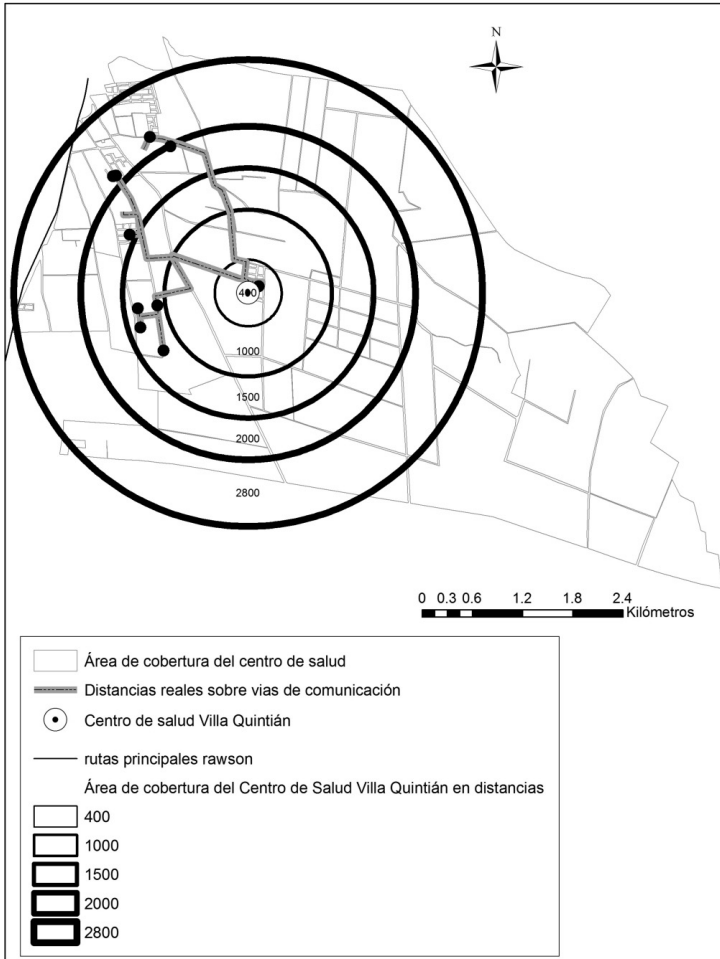 N
400
1000
1500
2000
2800
0 0.3 0.6 1.2 1.8 2.4
Kilómetros
Área de cobertura del centro de salud
Distancias reales sobre vias de comunicación
Centro de salud Villa Quintián
rutas principales rawson
Área de cobertura del Centro de Salud Villa Quintián en distancias
400
1000
1500
2000
2800